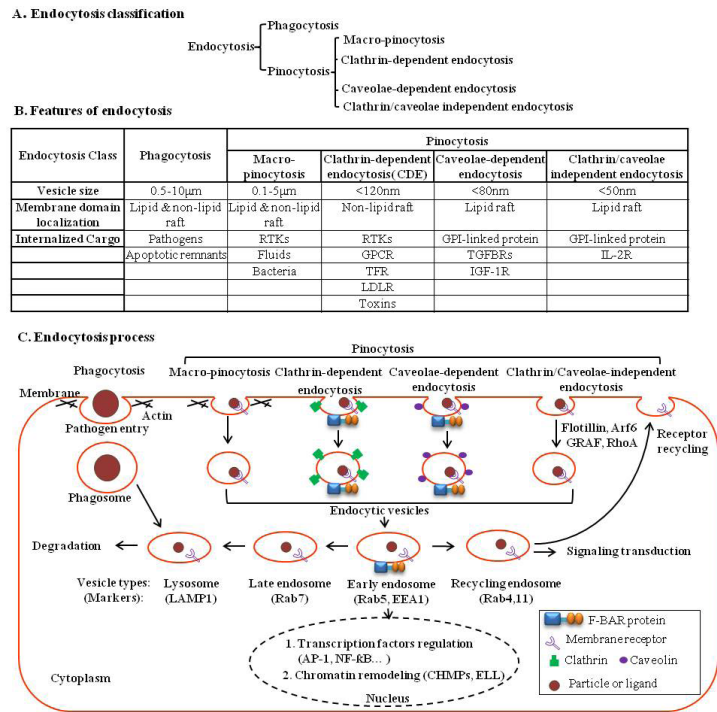 A. Endocytosis classification
Endocytosis
Phagocytosis
Pinocytosis
Macro-pinocytosis
Clathrin-dependent endocytosis
Caveolae-dependent endocytosis
Clathrin/caveolae independent endocytosis
B. Features of endocytosis
Endocytosis Class
Phagocytosis
Pinocytosis
Macro-
pinocytosis
Clathrin-dependent
endocytosis( CDE)
Caveolae-dependent
endocytosis
Clathrin/caveolae
independent endocytosis
Vesicle size 0.5-10μm 0.1-5μm <120nm <80nm <50nm
Membrane domain
localization
Lipid & non-lipid
raft
Lipid & non-lipid
raft
Non-lipid raft
Lipid raft
Lipid raft
Internalized Cargo Pathogens RTKs RTKs GPI-linked protein GPI-linked protein
Apoptotic remnants Fluids GPCR TGFBRs IL-2R
Bacteria TFR IGF-1R
LDLR
Toxins
C. Endocytosis process
Pinocytosis
Phagocytosis
Macro-pinocytosis
Clathrin-dependent
endocytosis
Caveolae-dependent
endocytosis
Clathrin/Caveolae-independent
endocytosis
Membrane
Actin
Pathogen entry
Flotillin, Arf6
GRAF, RhoA
Receptor
recycling
Phagosome
Endocytic vesicles
Degradation
Signaling transduction
Vesicle types:
(Markers):
Lysosome
(LAMP1)
Late endosome
(Rab7)
Early endosome
(Rab5, EEA1)
Recycling endosome
(Rab4,11)
1. Transcription factors regulation
(AP-1, NF-ƙB... )
2. Chromatin remodeling (CHMPs, ELL)
Nucleus
Cytoplasm
F-BAR protein
Membrane receptor
Clathrin
Caveolin
Particle or ligand